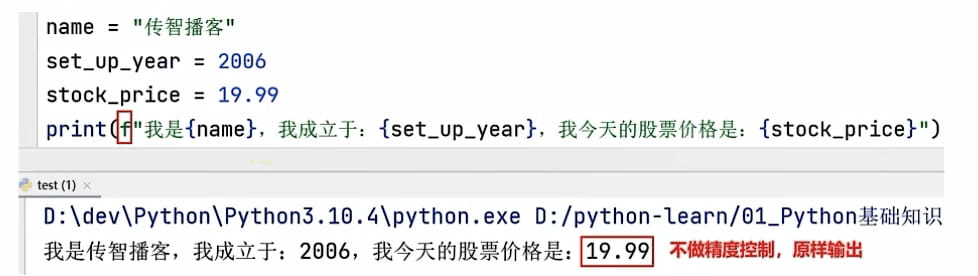 name = "传智播客"
set_up_year = 2006
stock_price = 19.99
print(f"我是{name}，我成立于：{set_up_year}，我今天的股票价格是：{stock_price}")
test (1) ×
D:\dev\Python\Python3.10.4\python.exe D:/python-learn/01_Python基础知识
我是传智播客，我成立于：2006，我今天的股票价格是：19.99 不做精度控制，原样输出